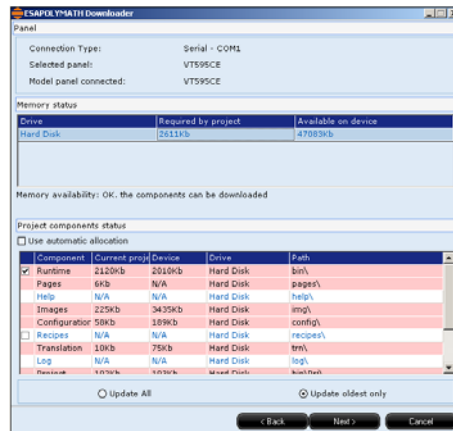 ESAPOLYMATH Downloader
Panel
Connection Type: Serial - COM1
Selected panel: VT595CE
Model panel connected: VT595CE
Memory status
Drive Required by project Available on device
Hard Disk 2611Kb 47083Kb
Memory availability: OK. the components can be downloaded
Project components status
Use automatic allocation
Component Current proje Device Drive Path
Runtime 2120Kb 2010Kb Hard Disk bin\
Pages 6Kb N/A Hard Disk pages\
Help N/A N/A Hard Disk help\
Images 225Kb 3435Kb Hard Disk img\
Configuration 58Kb 189Kb Hard Disk config\
Recipes N/A N/A Hard Disk recipes\
Translation 10Kb 75Kb Hard Disk trn\
Log N/A N/A Hard Disk log\
Project Hard Disk
Update All Update oldest only
< Back Next > Cancel